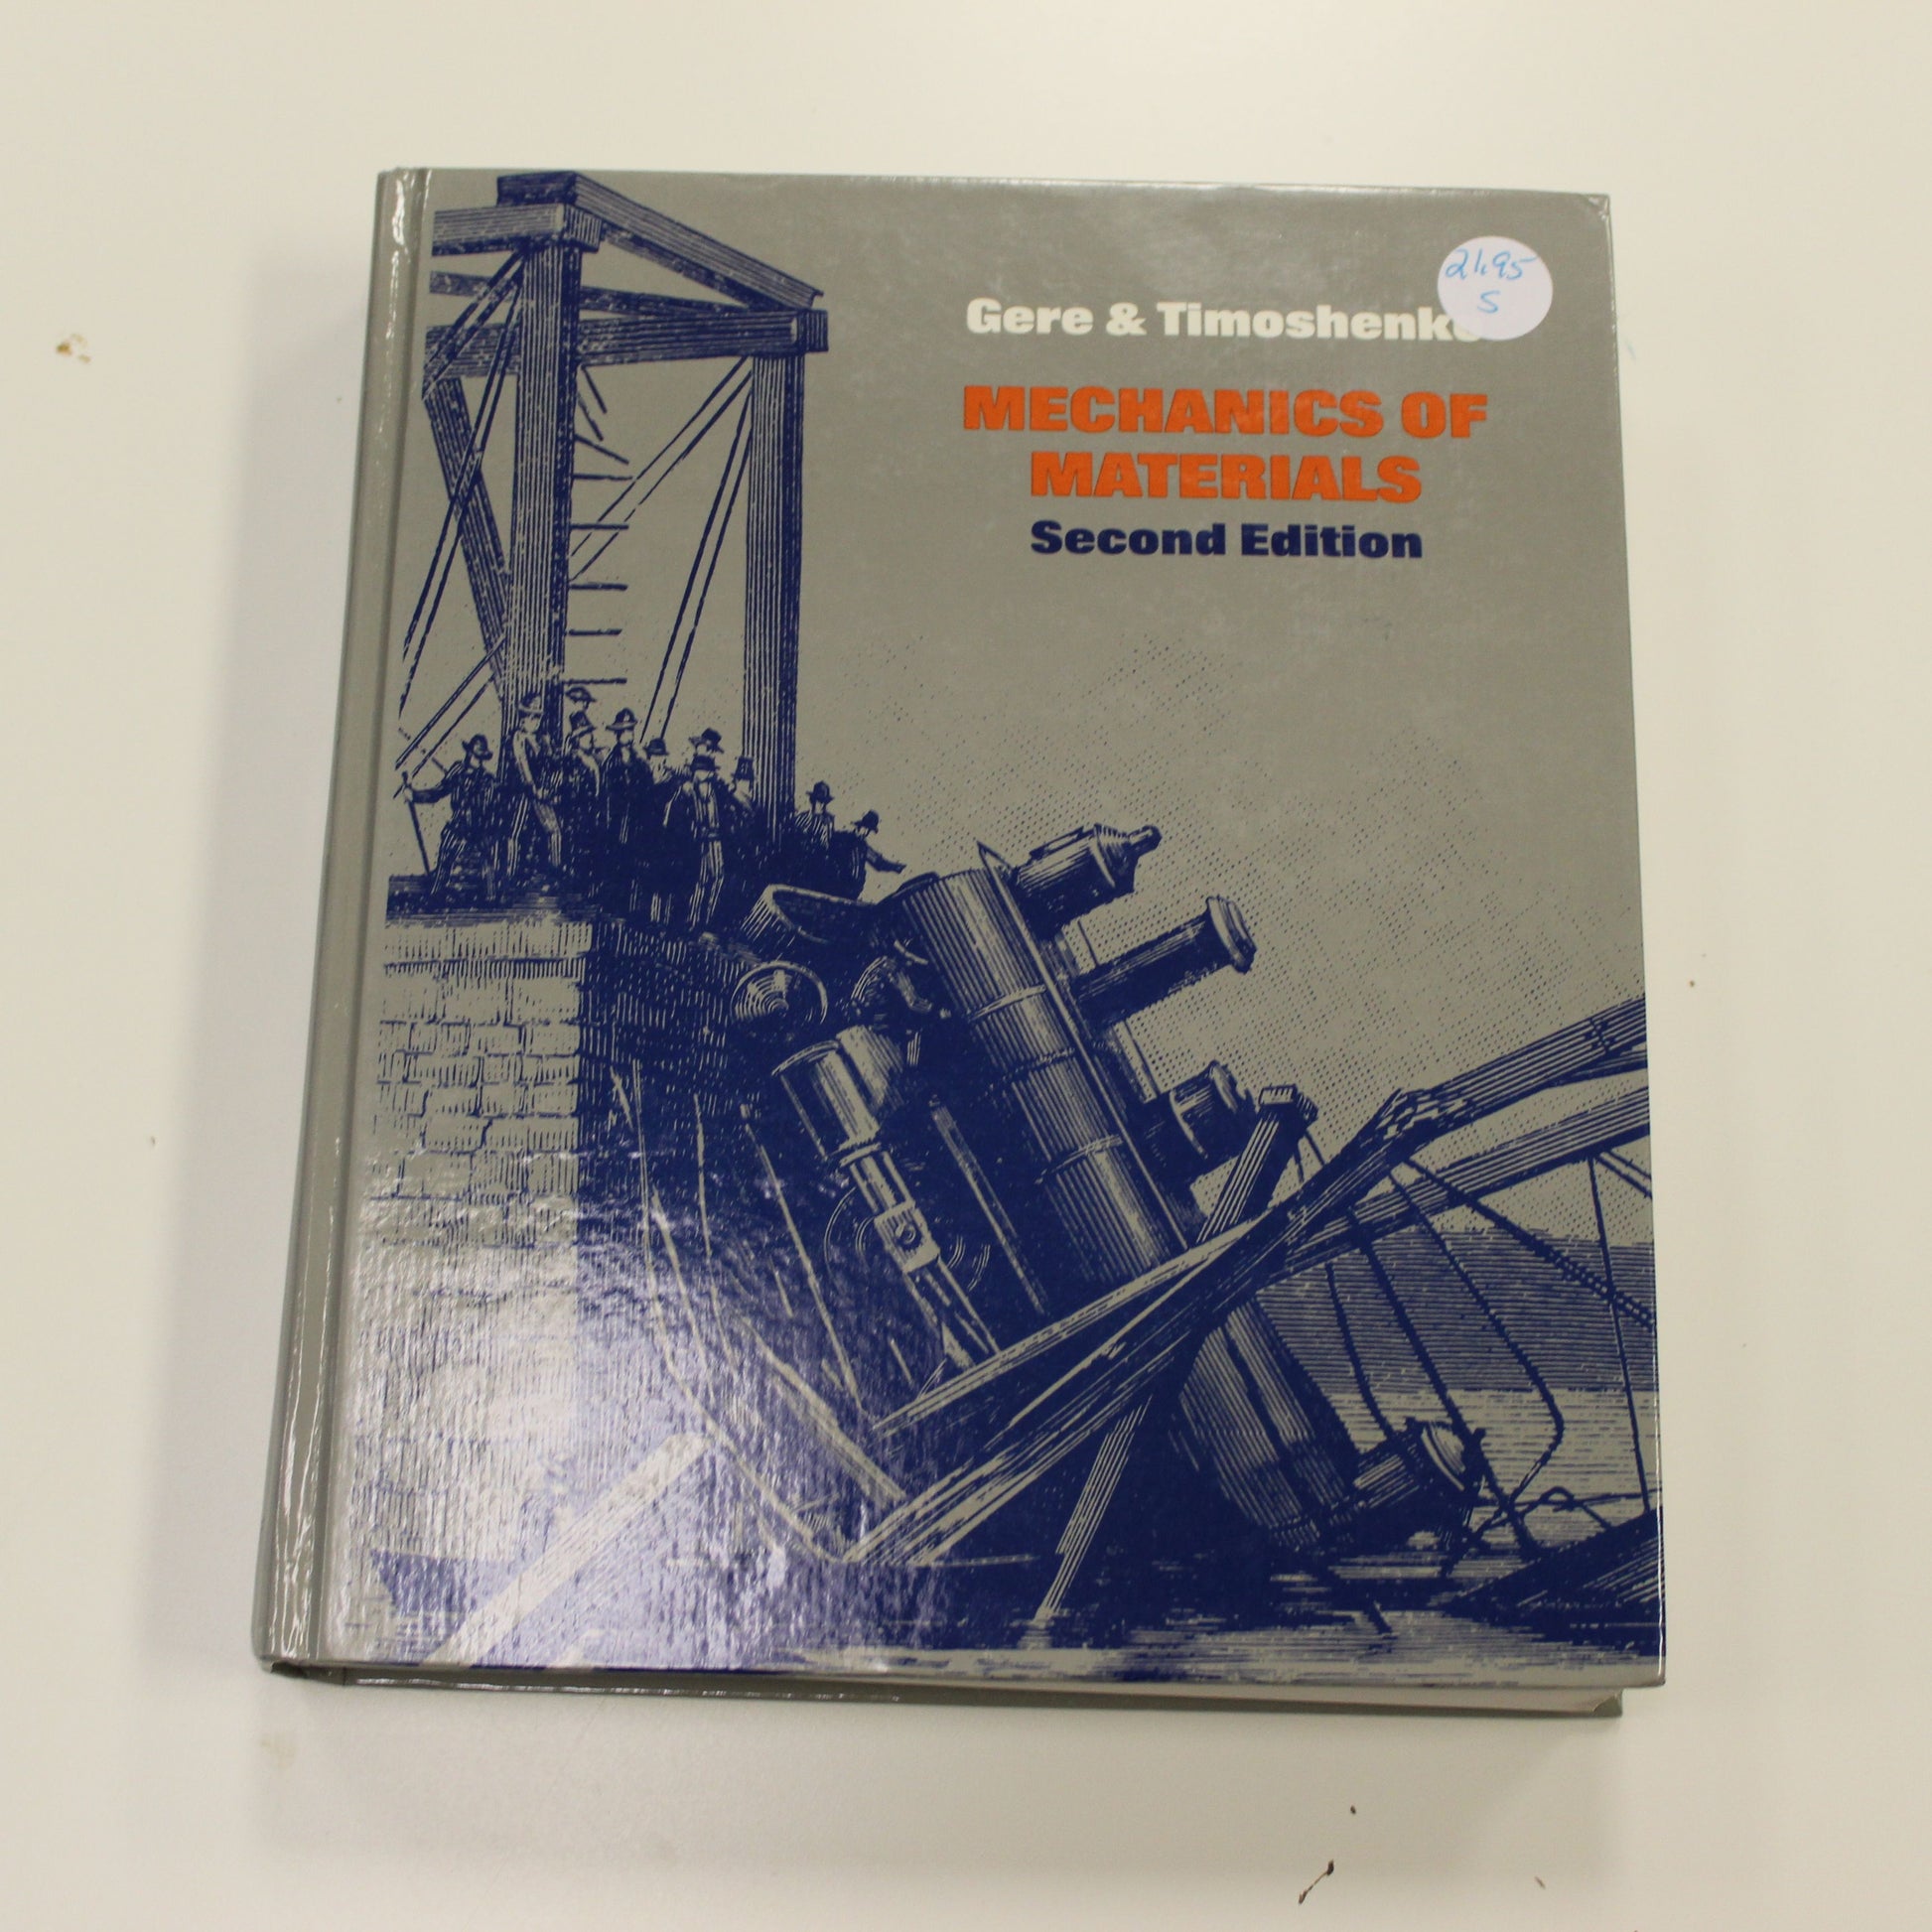 21.95
S
Gere & Timoshenko
MECHANICS OF
MATERIALS
Second Edition